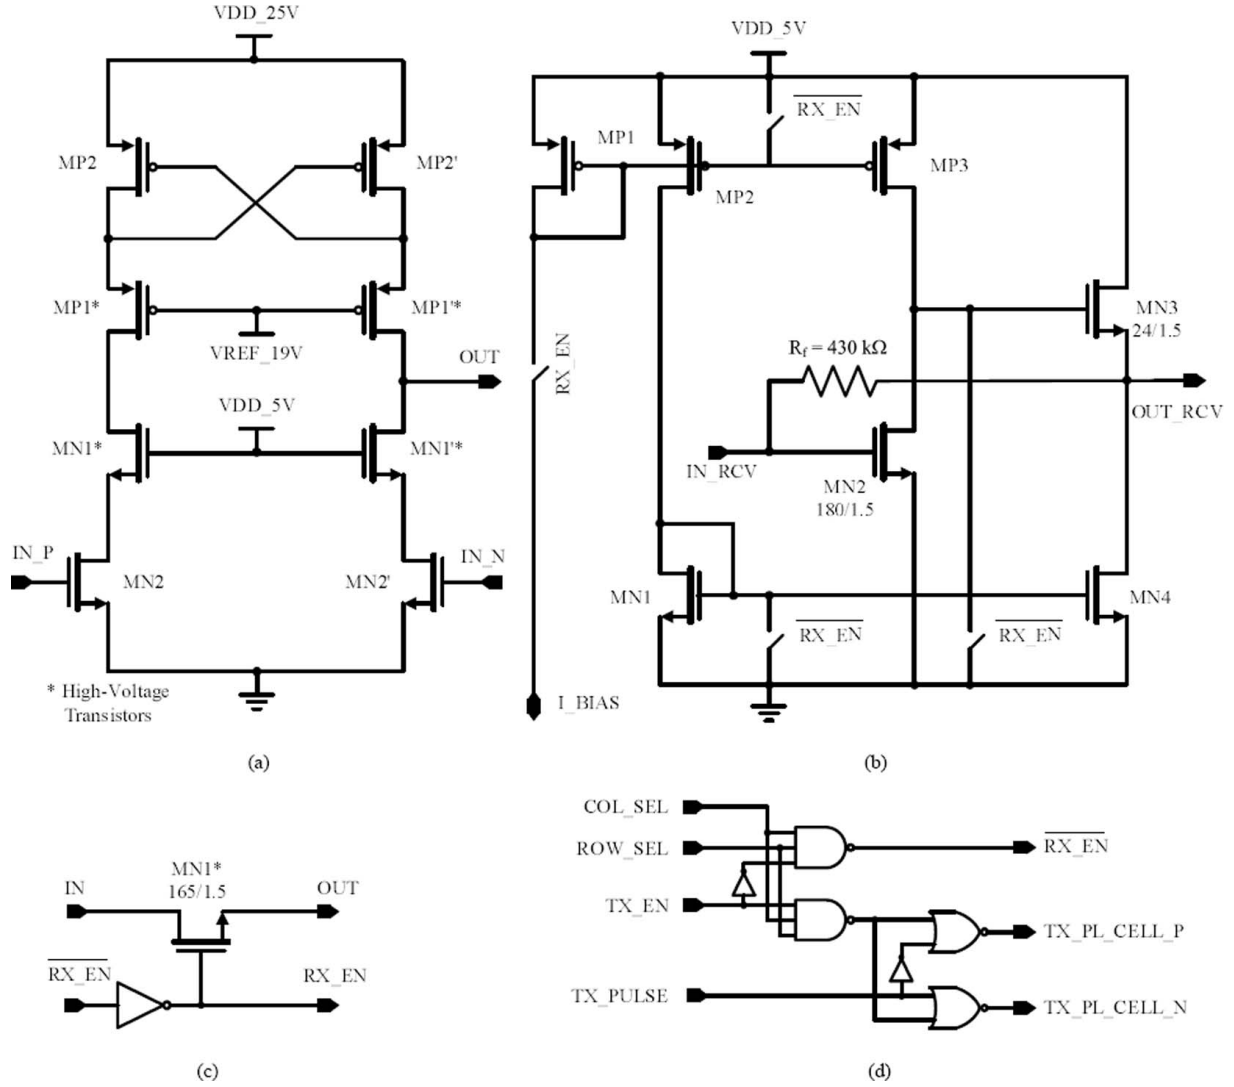 (a)
VDD_25V
MP2
MP2'
MP1*
MP1'*
VREF_19V
OUT
VDD_5V
MN1*
MN1'*
IN_P
IN_N
MN2
MN2'
* High-Voltage
Transistors
(a)
VDD_5V
RX_EN
MP1
MP2
MP3
RX_EN
R_f = 430 kΩ
MN3
24/1.5
OUT_RCV
IN_RCV
MN2
180/1.5
MN1
MN4
RX_EN
RX_EN
I_BIAS
(b)
MN1*
165/1.5
IN
OUT
RX_EN
RX_EN
(c)
COL_SEL
ROW_SEL
RX_EN
TX_EN
TX_PL_CELL_P
TX_PULSE
TX_PL_CELL_N
(d)